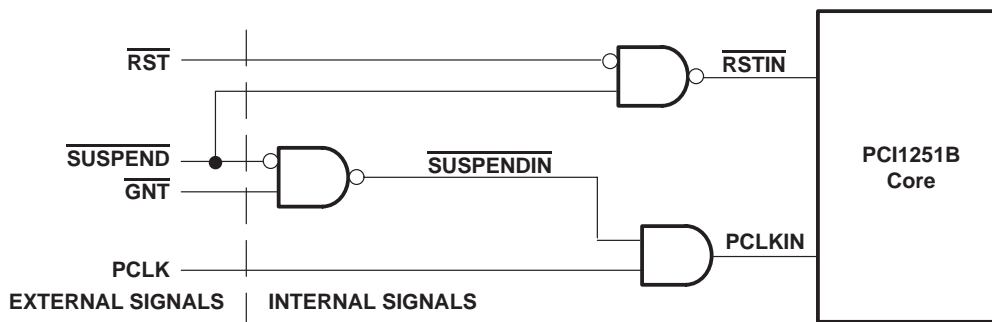 RST
RSTIN
SUSPEND
SUSPENDIN
GNT
PCI1251B
Core
PCLKIN
PCLK
EXTERNAL SIGNALS
INTERNAL SIGNALS